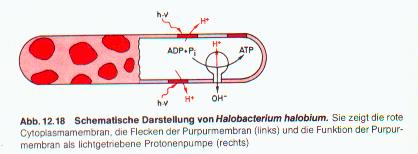 h·ν
H⁺
H⁺
ADP+Pᵢ
ATP
h·ν
H⁺
OH⁻
Abb. 12.18 Schematische Darstellung von Halobacterium halobium. Sie zeigt die rote
Cytoplasmamembran, die Flecken der Purpurmembran (links) und die Funktion der Purpur-
membran als lichtgetriebene Protonenpumpe (rechts)